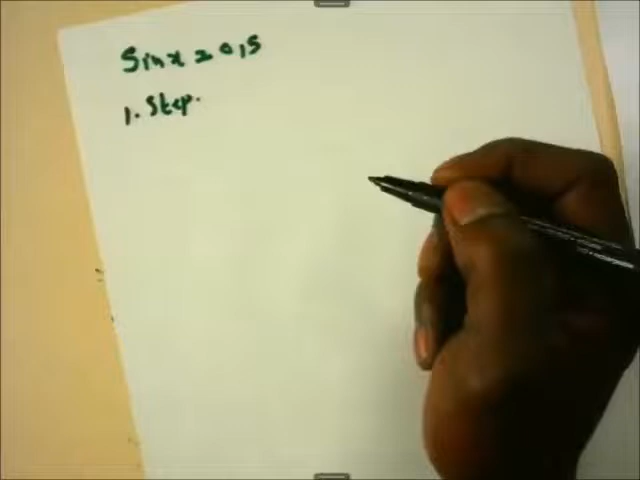 Sin x = 0,5
1. Step.